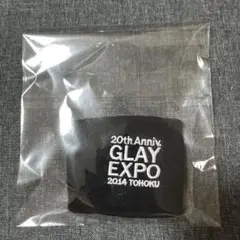 20th Anniv.
GLAY
EXPO
2014 TOHOKU